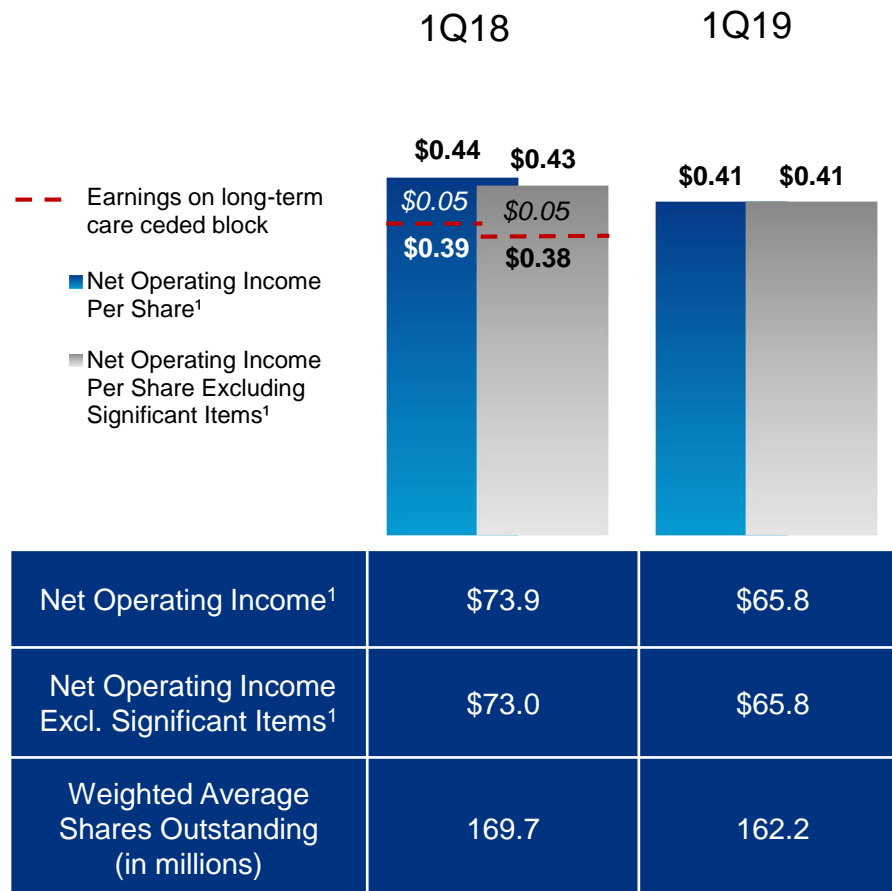 1Q18
1Q19
$0.44
$0.43
$0.41
$0.41
Earnings on long-term
care ceded block
$0.05
$0.05
$0.39
$0.38
Net Operating Income
Per Share¹
Net Operating Income
Per Share Excluding
Significant Items¹
Net Operating Income¹
$73.9
$65.8
Net Operating Income
Excl. Significant Items¹
$73.0
$65.8
Weighted Average
Shares Outstanding
(in millions)
169.7
162.2